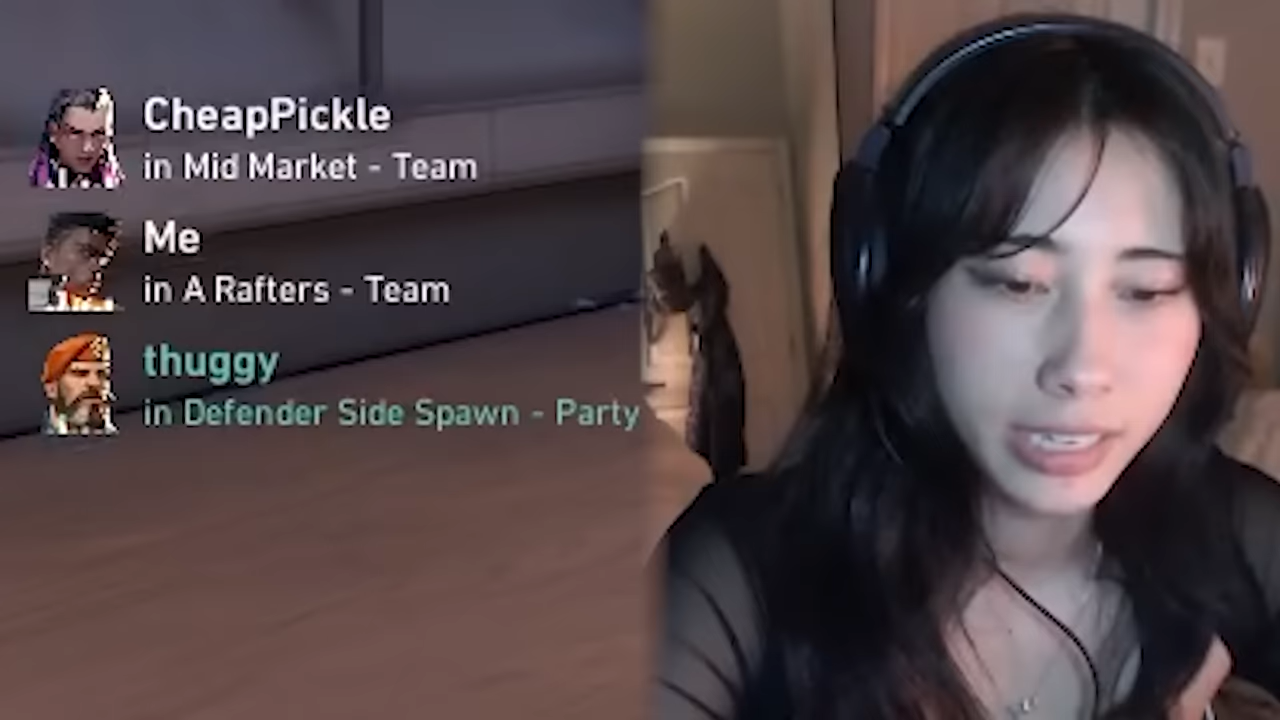 CheapPickle
in Mid Market - Team
Me
in A Rafters - Team
thuggy
in Defender Side Spawn - Party